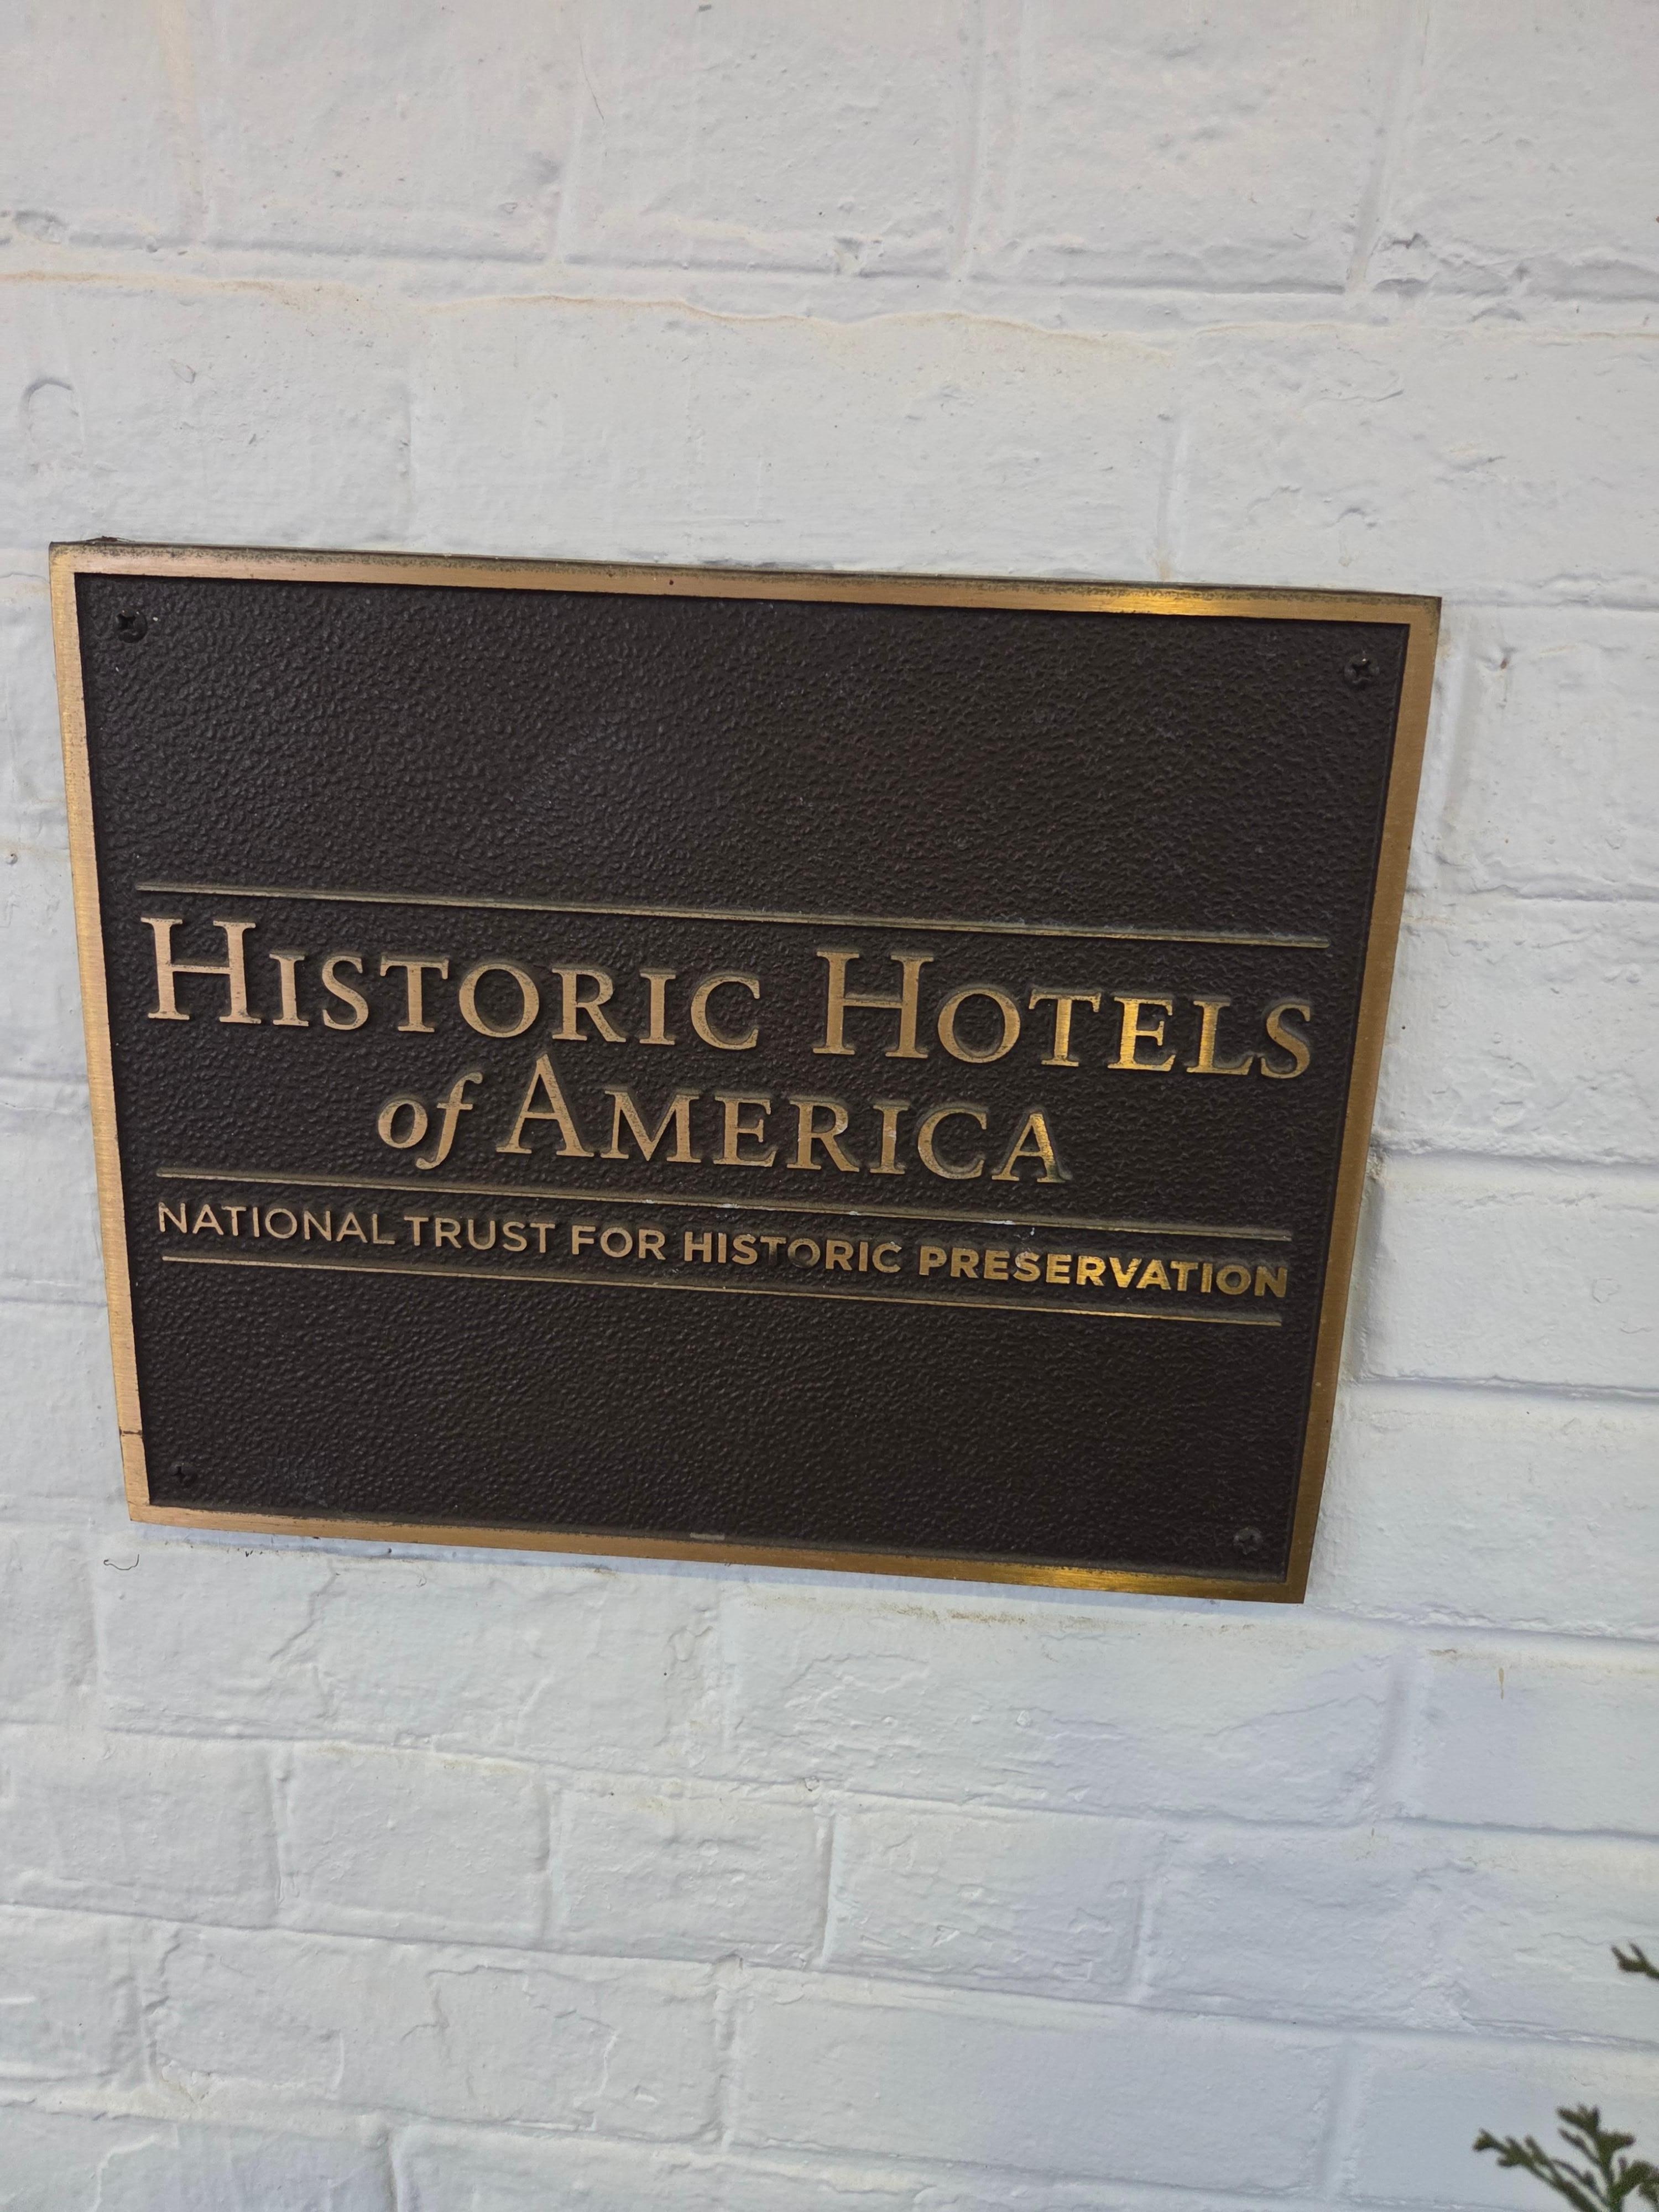 HISTORIC HOTELS
of AMERICA
NATIONAL TRUST FOR HISTORIC PRESERVATION